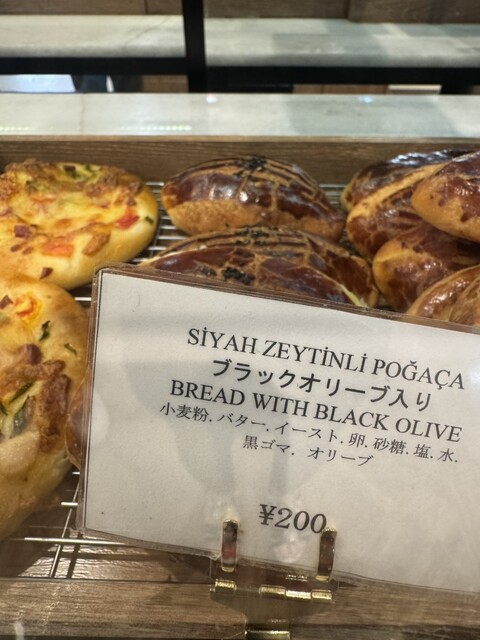 SİYAH ZEYTİNLİ POĞAÇA
ブラックオリーブ入り
BREAD WITH BLACK OLIVE
小麦粉. バター. イースト. 卵. 砂糖. 塩. 水.
黒ゴマ. オリーブ
¥200